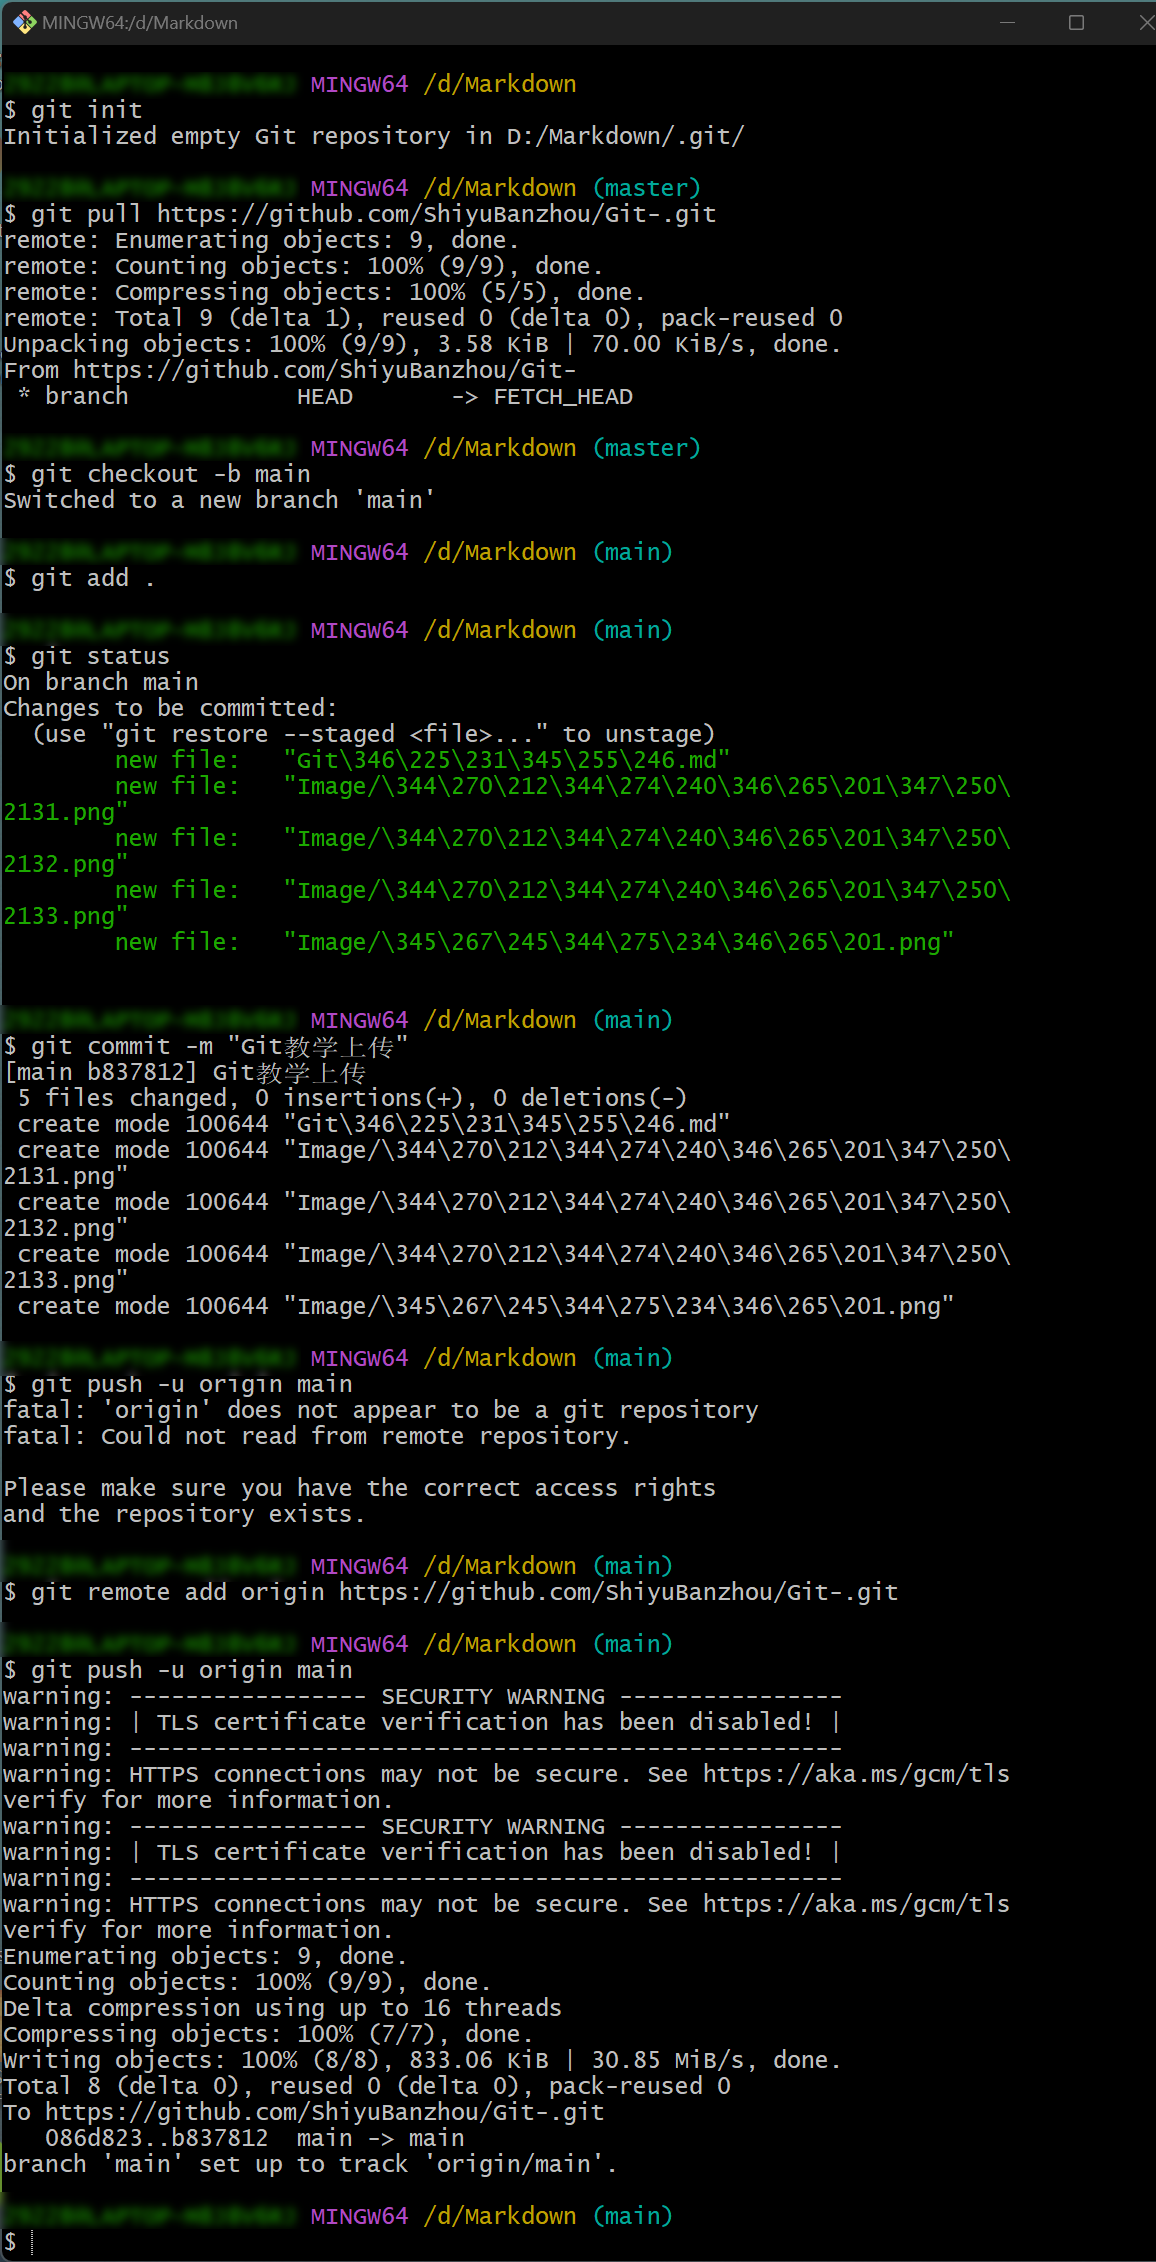 MINGW64:/d/Markdown
MINGW64 /d/Markdown
$ git init
Initialized empty Git repository in D:/Markdown/.git/
MINGW64 /d/Markdown (master)
$ git pull https://github.com/ShiyuBanzhou/Git-.git
remote: Enumerating objects: 9, done.
remote: Counting objects: 100% (9/9), done.
remote: Compressing objects: 100% (5/5), done.
remote: Total 9 (delta 1), reused 0 (delta 0), pack-reused 0
Unpacking objects: 100% (9/9), 3.58 KiB | 70.00 KiB/s, done.
From https://github.com/ShiyuBanzhou/Git-
 * branch            HEAD       -> FETCH_HEAD
MINGW64 /d/Markdown (master)
$ git checkout -b main
Switched to a new branch 'main'
MINGW64 /d/Markdown (main)
$ git add .
MINGW64 /d/Markdown (main)
$ git status
On branch main
Changes to be committed:
  (use "git restore --staged <file>..." to unstage)
        new file:   "Git\346\225\231\345\255\246.md"
        new file:   "Image/\344\270\212\344\274\240\346\265\201\347\250\
2131.png"
        new file:   "Image/\344\270\212\344\274\240\346\265\201\347\250\
2132.png"
        new file:   "Image/\344\270\212\344\274\240\346\265\201\347\250\
2133.png"
        new file:   "Image/\345\267\245\344\275\234\346\265\201.png"
MINGW64 /d/Markdown (main)
$ git commit -m "Git教学上传"
[main b837812] Git教学上传
 5 files changed, 0 insertions(+), 0 deletions(-)
 create mode 100644 "Git\346\225\231\345\255\246.md"
 create mode 100644 "Image/\344\270\212\344\274\240\346\265\201\347\250\
2131.png"
 create mode 100644 "Image/\344\270\212\344\274\240\346\265\201\347\250\
2132.png"
 create mode 100644 "Image/\344\270\212\344\274\240\346\265\201\347\250\
2133.png"
 create mode 100644 "Image/\345\267\245\344\275\234\346\265\201.png"
MINGW64 /d/Markdown (main)
$ git push -u origin main
fatal: 'origin' does not appear to be a git repository
fatal: Could not read from remote repository.
Please make sure you have the correct access rights
and the repository exists.
MINGW64 /d/Markdown (main)
$ git remote add origin https://github.com/ShiyuBanzhou/Git-.git
MINGW64 /d/Markdown (main)
$ git push -u origin main
warning: ----------------- SECURITY WARNING ----------------
warning: | TLS certificate verification has been disabled! |
warning: ---------------------------------------------------
warning: HTTPS connections may not be secure. See https://aka.ms/gcm/tls
verify for more information.
warning: ----------------- SECURITY WARNING ----------------
warning: | TLS certificate verification has been disabled! |
warning: ---------------------------------------------------
warning: HTTPS connections may not be secure. See https://aka.ms/gcm/tls
verify for more information.
Enumerating objects: 9, done.
Counting objects: 100% (9/9), done.
Delta compression using up to 16 threads
Compressing objects: 100% (7/7), done.
Writing objects: 100% (8/8), 833.06 KiB | 30.85 MiB/s, done.
Total 8 (delta 0), reused 0 (delta 0), pack-reused 0
To https://github.com/ShiyuBanzhou/Git-.git
   086d823..b837812  main -> main
branch 'main' set up to track 'origin/main'.
MINGW64 /d/Markdown (main)
$